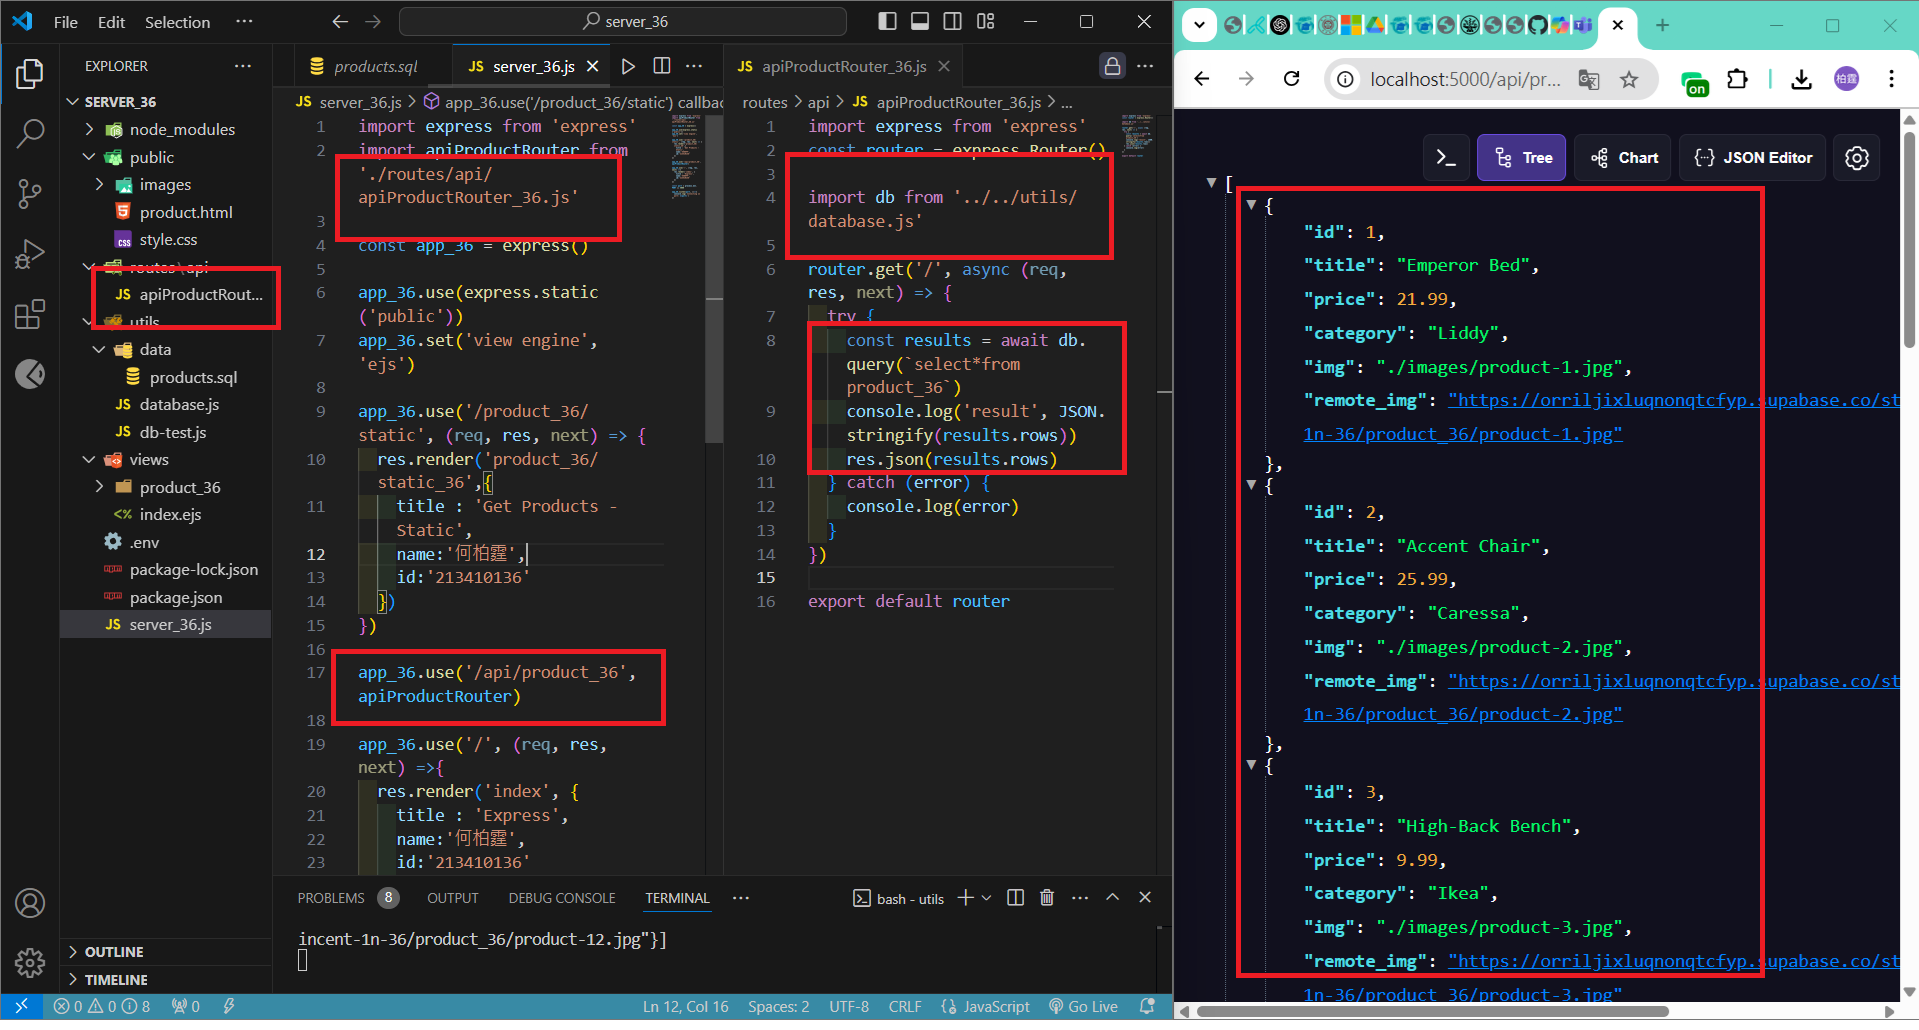 File Edit Selection ···
server_36
EXPLORER ···
SERVER_36
node_modules
public
images
product.html
style.css
routes \ api
JS apiProductRout...
utils
data
products.sql
JS database.js
JS db-test.js
views
product_36
<% index.ejs
.env
package-lock.json
package.json
JS server_36.js
OUTLINE
TIMELINE
products.sql
JS server_36.js
JS server_36.js > app_36.use('/product_36/static') callbac
1 import express from 'express'
2 import apiProductRouter from
'./routes/api/
apiProductRouter_36.js'
3
4 const app_36 = express()
5
6 app_36.use(express.static
('public'))
7 app_36.set('view engine',
'ejs')
8
9 app_36.use('/product_36/
static', (req, res, next) => {
10 res.render('product_36/
static_36',{
11 title : 'Get Products -
Static',
12 name:'何柏霆',
13 id:'213410136'
14 })
15 })
16
17 app_36.use('/api/product_36',
apiProductRouter)
18
19 app_36.use('/', (req, res,
next) =>{
20 res.render('index', {
21 title : 'Express',
22 name:'何柏霆',
23 id:'213410136'
JS apiProductRouter_36.js
routes > api > JS apiProductRouter_36.js > ...
1 import express from 'express'
2 const router = express.Router()
3
4 import db from '../../utils/
database.js'
5
6 router.get('/', async (req,
res, next) => {
7 try {
8 const results = await db.
query(`select*from
product_36`)
9 console.log('result', JSON.
stringify(results.rows))
10 res.json(results.rows)
11 } catch (error) {
12 console.log(error)
13 }
14 })
15
16 export default router
PROBLEMS 8 OUTPUT DEBUG CONSOLE TERMINAL ··· bash - utils
incent-1n-36/product_36/product-12.jpg"}]
0 0 8 0 Ln 12, Col 16 Spaces: 2 UTF-8 CRLF {} JavaScript Go Live
localhost:5000/api/pr... on 柏霆
Tree Chart JSON Editor
[
{
"id": 1,
"title": "Emperor Bed",
"price": 21.99,
"category": "Liddy",
"img": "./images/product-1.jpg",
"remote_img": "https://orriljixluqnonqtcfyp.supabase.co/st
1n-36/product_36/product-1.jpg"
},
{
"id": 2,
"title": "Accent Chair",
"price": 25.99,
"category": "Caressa",
"img": "./images/product-2.jpg",
"remote_img": "https://orriljixluqnonqtcfyp.supabase.co/st
1n-36/product_36/product-2.jpg"
},
{
"id": 3,
"title": "High-Back Bench",
"price": 9.99,
"category": "Ikea",
"img": "./images/product-3.jpg",
"remote_img": "https://orriljixluqnonqtcfyp.supabase.co/st
1n-36/product_36/product-3.jpg"